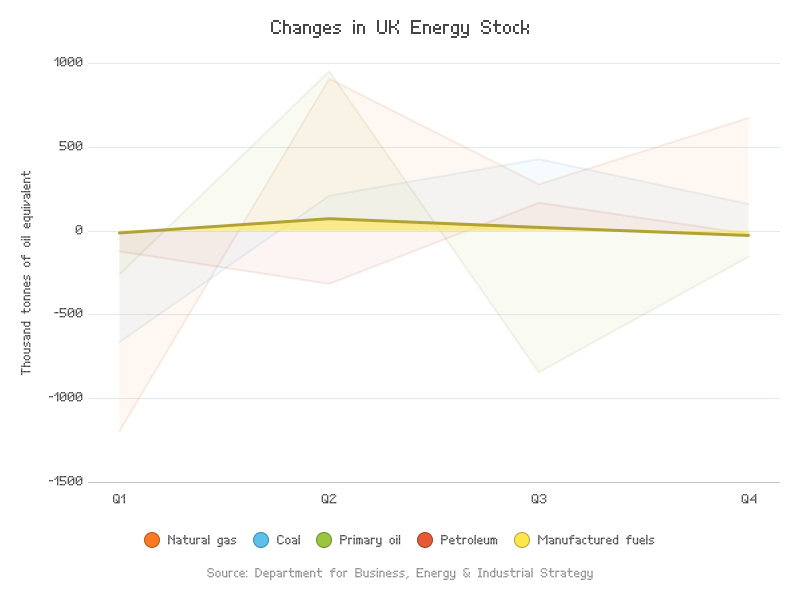 Changes in UK Energy Stock
1000
500
0
-500
-1000
-1500
Thousand tonnes of oil equivalent
Q1 Q2 Q3 Q4
Natural gas Coal Primary oil Petroleum Manufactured fuels
Source: Department for Business, Energy & Industrial Strategy